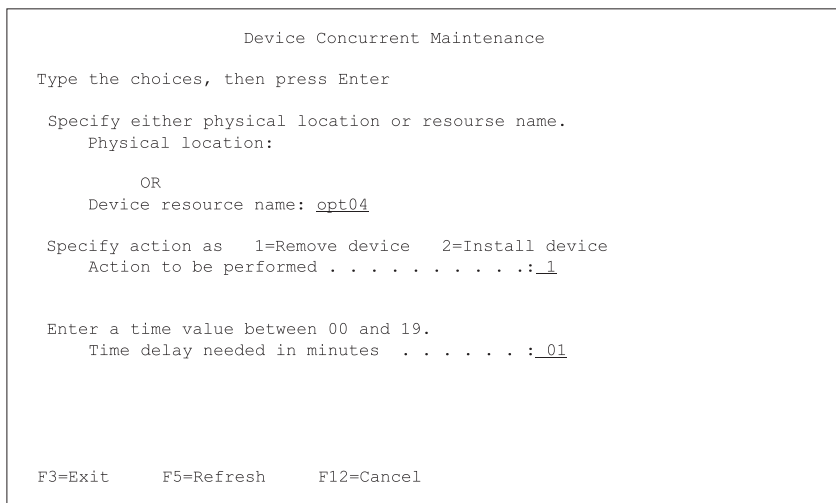 Device Concurrent Maintenance
Type the choices, then press Enter
Specify either physical location or resourse name.
Physical location:
OR
Device resource name: opt04
Specify action as 1=Remove device 2=Install device
Action to be performed . . . . . . . . . .: 1
Enter a time value between 00 and 19.
Time delay needed in minutes . . . . . . : 01
F3=Exit F5=Refresh F12=Cancel